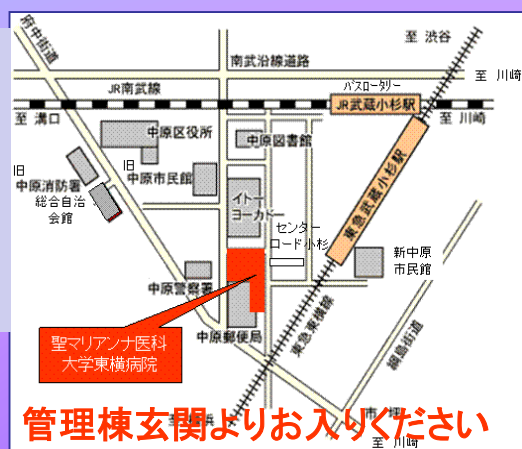 府中街道
至 渋谷
南武沿線道路
至 川崎
JR南武線
バスロータリー
JR武蔵小杉駅
至 溝口
至 川崎
中原区役所
中原図書館
旧
旧
中原消防署
中原市民館
総合自治
会館
イトー
ヨーカドー
東急武蔵小杉駅
センター
ロード小杉
新中原
市民館
中原警察署
聖マリアンナ医科
大学東横病院
中原郵便局
東急東横線
綱島街道
市坪
至 横浜
管理棟玄関よりお入りください
至 川崎